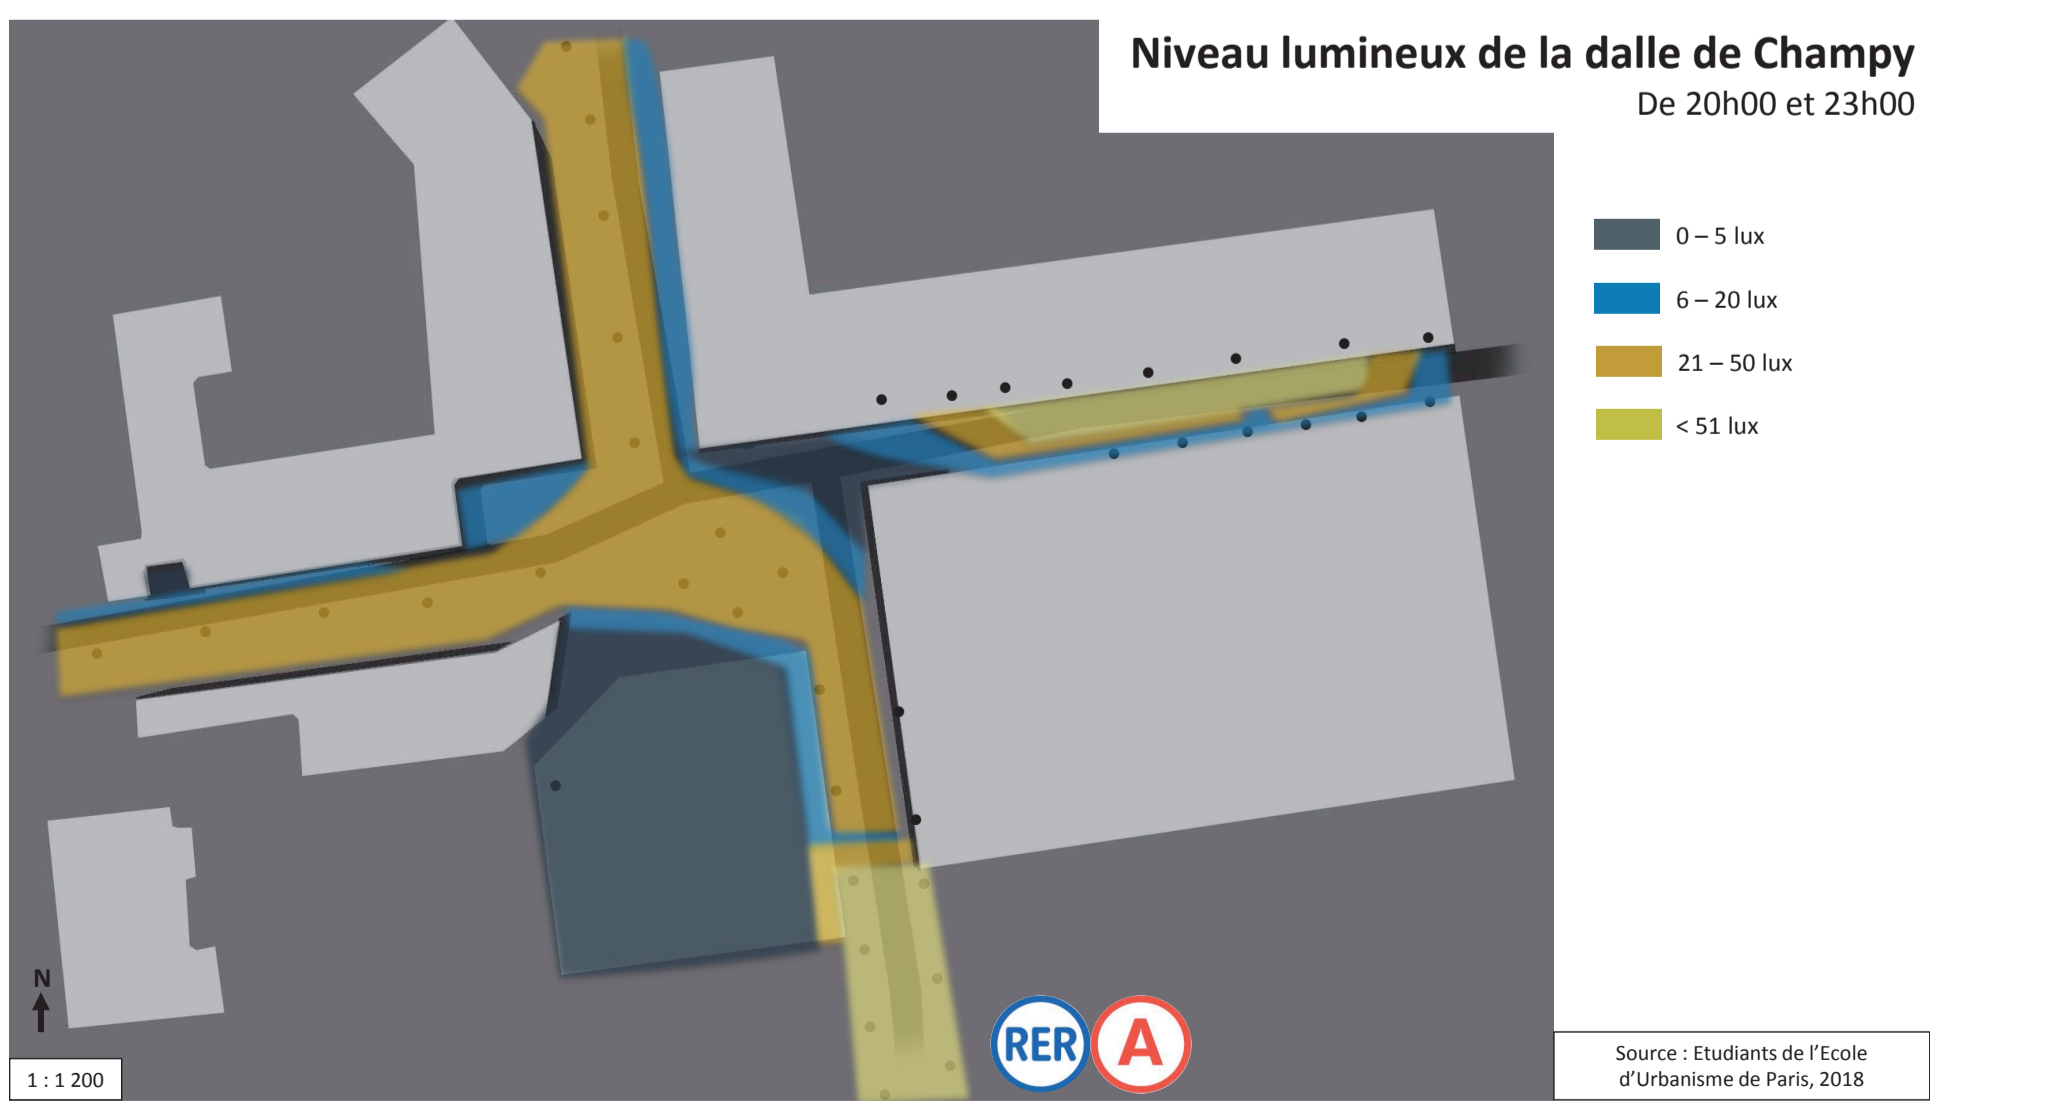 Niveau lumineux de la dalle de Champy
De 20h00 et 23h00
0 – 5 lux
6 – 20 lux
21 – 50 lux
< 51 lux
N
1 : 1 200
RER A
Source : Etudiants de l'Ecole
d'Urbanisme de Paris, 2018